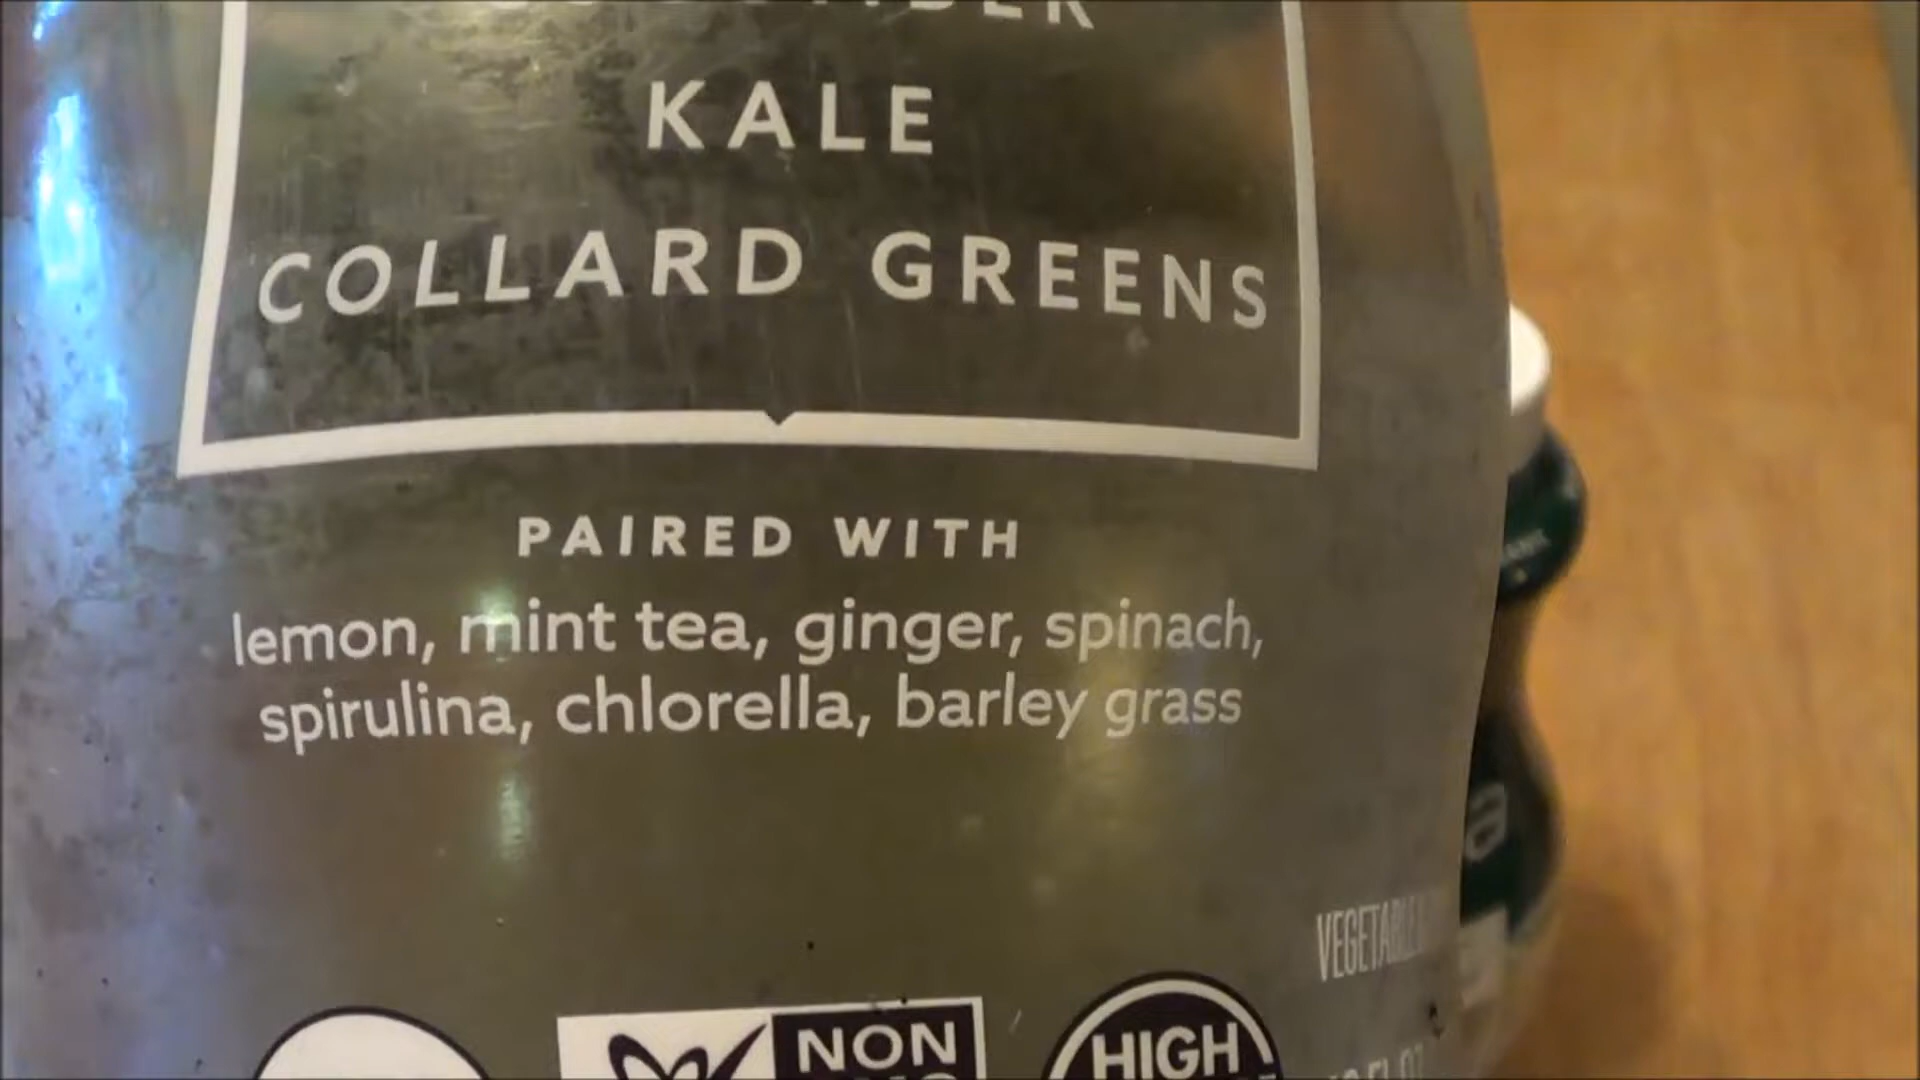 KALE
COLLARD GREENS
PAIRED WITH
lemon, mint tea, ginger, spinach,
spirulina, chlorella, barley grass
a
NON
HIGH